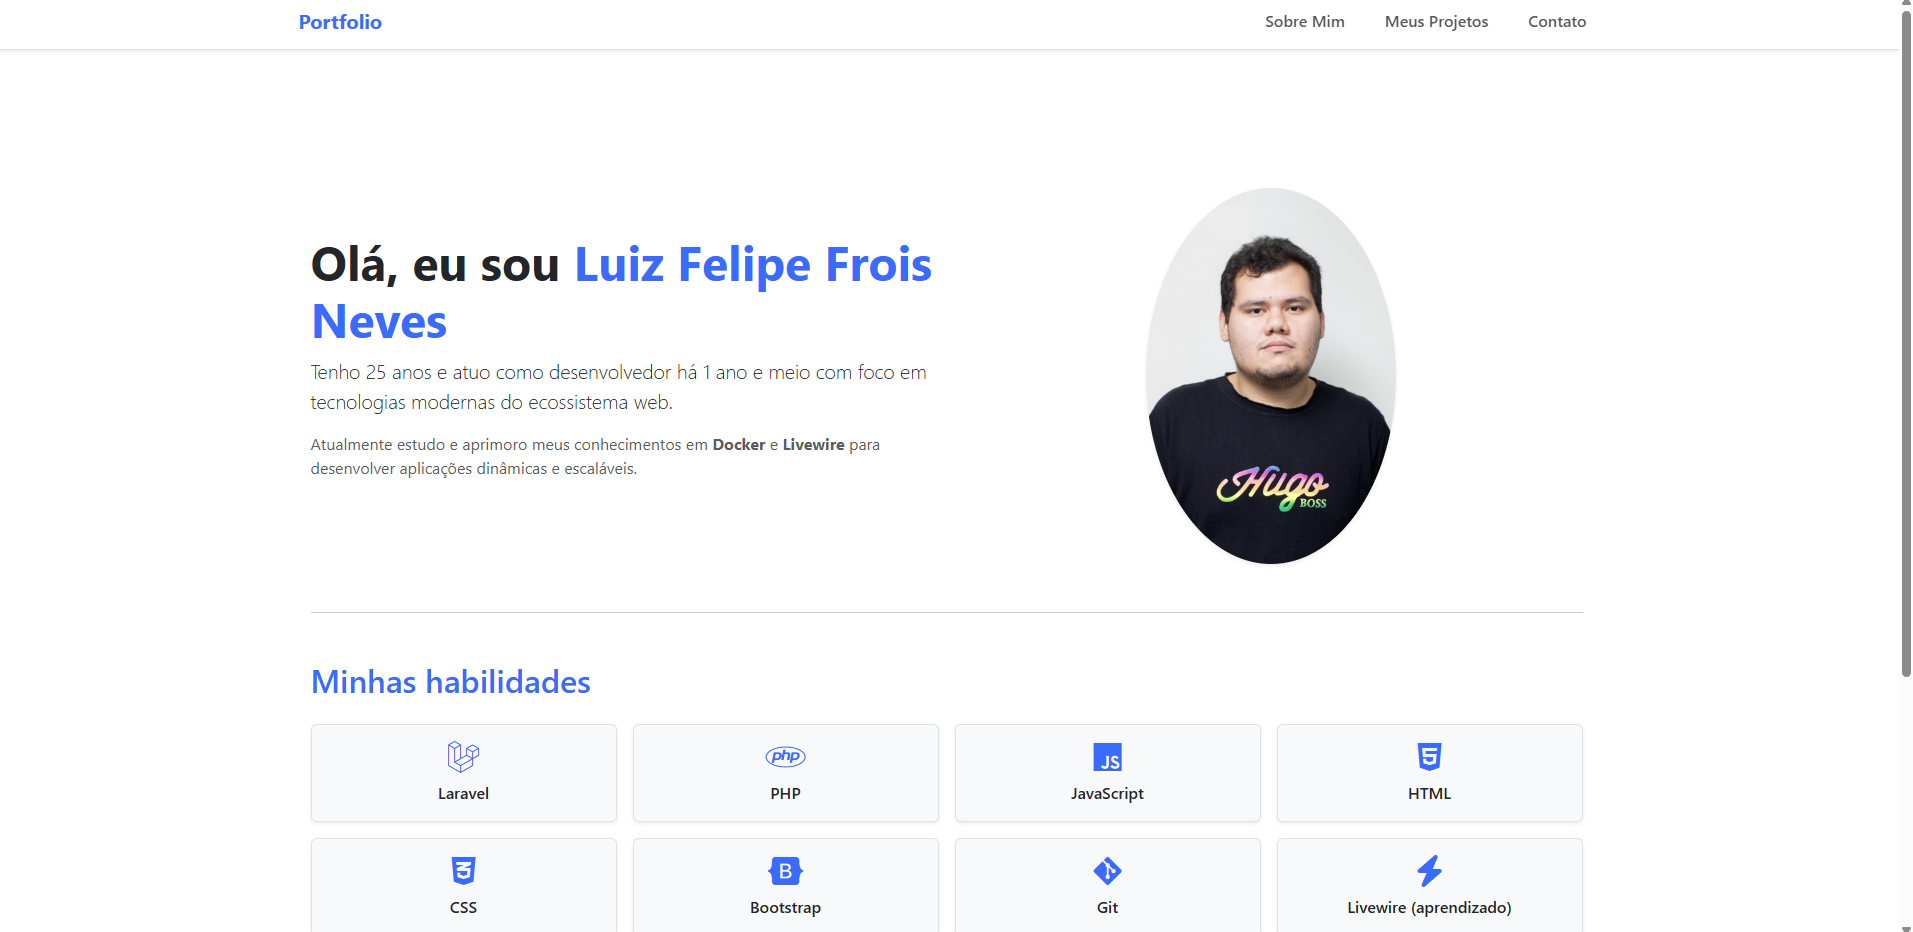 Portfolio
Sobre Mim
Meus Projetos
Contato
Olá, eu sou Luiz Felipe Frois
Neves
Tenho 25 anos e atuo como desenvolvedor há 1 ano e meio com foco em
tecnologias modernas do ecossistema web.
Atualmente estudo e aprimoro meus conhecimentos em Docker e Livewire para
desenvolver aplicações dinâmicas e escaláveis.
Hugo
BOSS
Minhas habilidades
php
JS
5
Laravel
PHP
JavaScript
HTML
B
CSS
Bootstrap
Git
Livewire (aprendizado)